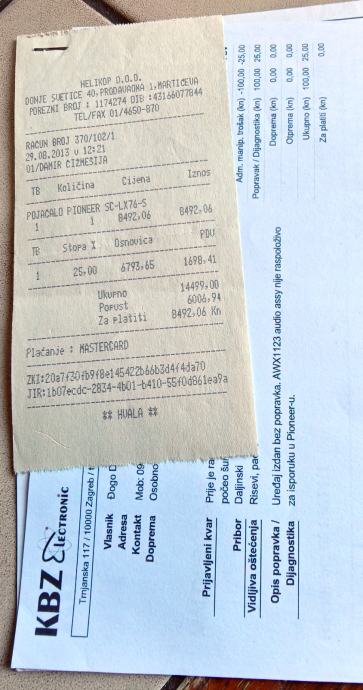 HELIKOP D.O.O.
DONJE SVETICE 40, PRODAVAONA 1, MARTICEVA
POREZNI BROJ : 1174274 OIB :43166077844
TEL/FAX 01/4650-870
RACUN BROJ 370/102/1
29.08.2013 u 12:21
01/DAMIR CIZMESIJA
TB Količina Cijena Iznos
POJACALO PIONEER SC-LX76-S
1 1 8492,06 8492,06
TB Stopa % Osnovica PDV
1 25,00 6793,65 1698,41
Ukupno 14499,00
Popust 6006,94
Za platiti 8492,06 Kn
Plaćanje : MASTERCARD
ZKI:20a7f30fb9f8e145422b66b3d4f4da70
JIR:1b07ecdc-2834-4b01-b410-55f0d861ea9a
** HVALA **
KBZ ELECTRONIC
Trnjanska 117 / 10000 Zagreb /
Vlasnik Đogo
Adresa
Kontakt Mob: 09
Doprema Osobno
Prijavljeni kvar Prije je
počeo
Pribor Daljinski
Vidljiva oštećenja Risevi,
Opis popravka / Dijagnostika
Uređaj izdan bez popravka. AWX1123 audio assy nije raspoloživo
za isporuku u Pioneer-u.
Adm. manip. trošak (kn) -100,00 -25,00
Popravak / Dijagnostika (kn) 100,00 25,00
Doprema (kn) 0,00 0,00
Otprema (kn) 0,00 0,00
Ukupno (kn) 100,00 25,00
Za platiti (kn) 0,00